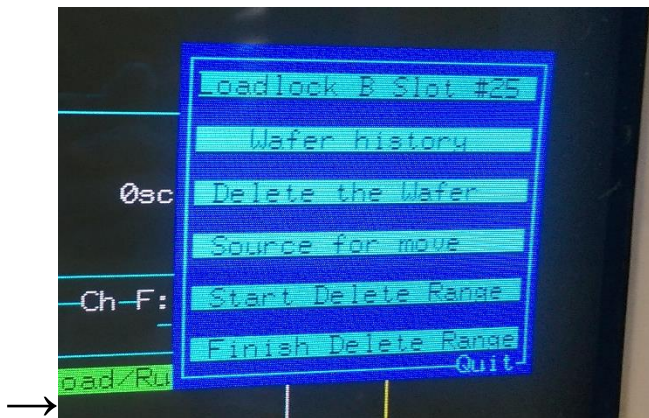 Loadlock B Slot #25
Wafer history
Delete the Wafer
0sc
Source for move
Ch F:
Start Delete Range
Finish Delete Range
Quit
oad/Ru
→